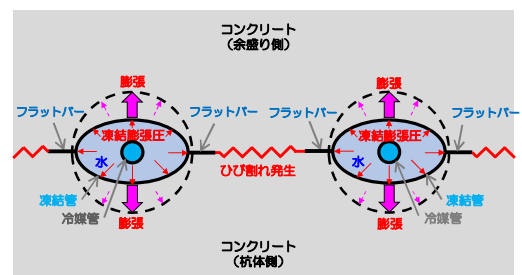 コンクリート
（余盛り側）
膨張
膨張
フラットバー
フラットバー
フラットバー
フラットバー
凍結膨張圧
凍結膨張圧
水
水
ひび割れ発生
凍結管
冷媒管
凍結管
冷媒管
膨張
膨張
コンクリート
（杭体側）